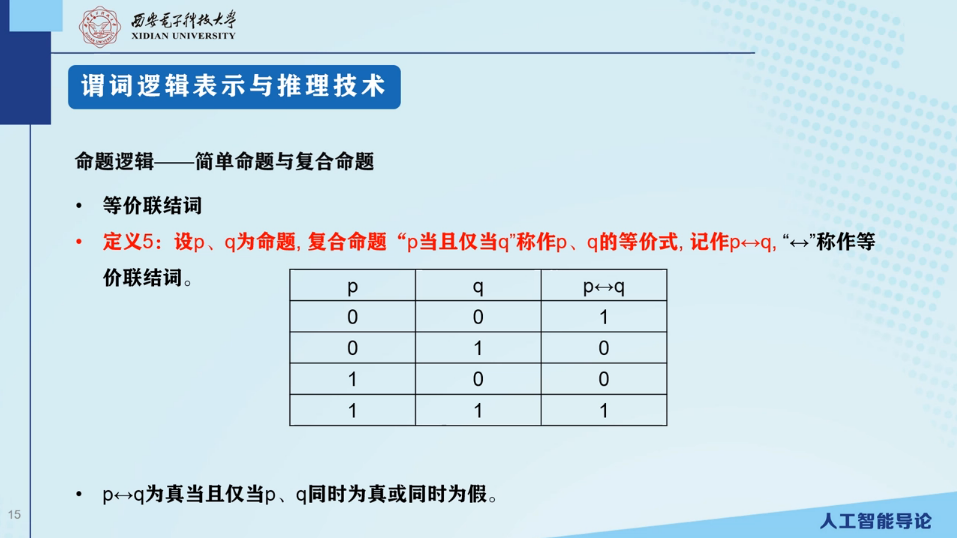 西安电子科技大学
XIDIAN UNIVERSITY
谓词逻辑表示与推理技术
命题逻辑——简单命题与复合命题
• 等价联结词
• 定义5：设p、q为命题, 复合命题“p当且仅当q”称作p、q的等价式, 记作p↔q, “↔”称作等
价联结词。
p q p↔q
0 0 1
0 1 0
1 0 0
1 1 1
• p↔q为真当且仅当p、q同时为真或同时为假。
15
人工智能导论